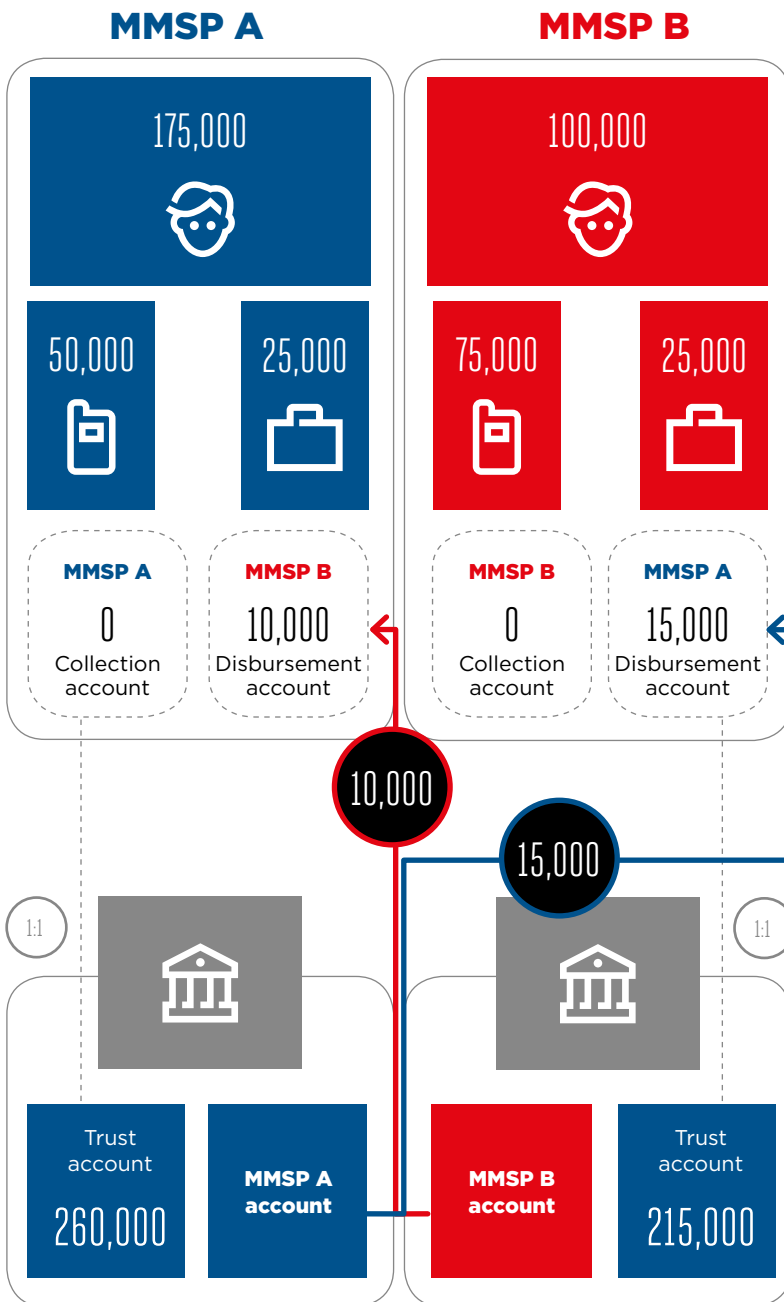 MMSP A
MMSP B
175,000
100,000
50,000
25,000
75,000
25,000
MMSP A
0
Collection
account
MMSP B
10,000
Disbursement
account
MMSP B
0
Collection
account
MMSP A
15,000
Disbursement
account
10,000
15,000
1:1
1:1
Trust
account
260,000
MMSP A
account
MMSP B
account
Trust
account
215,000